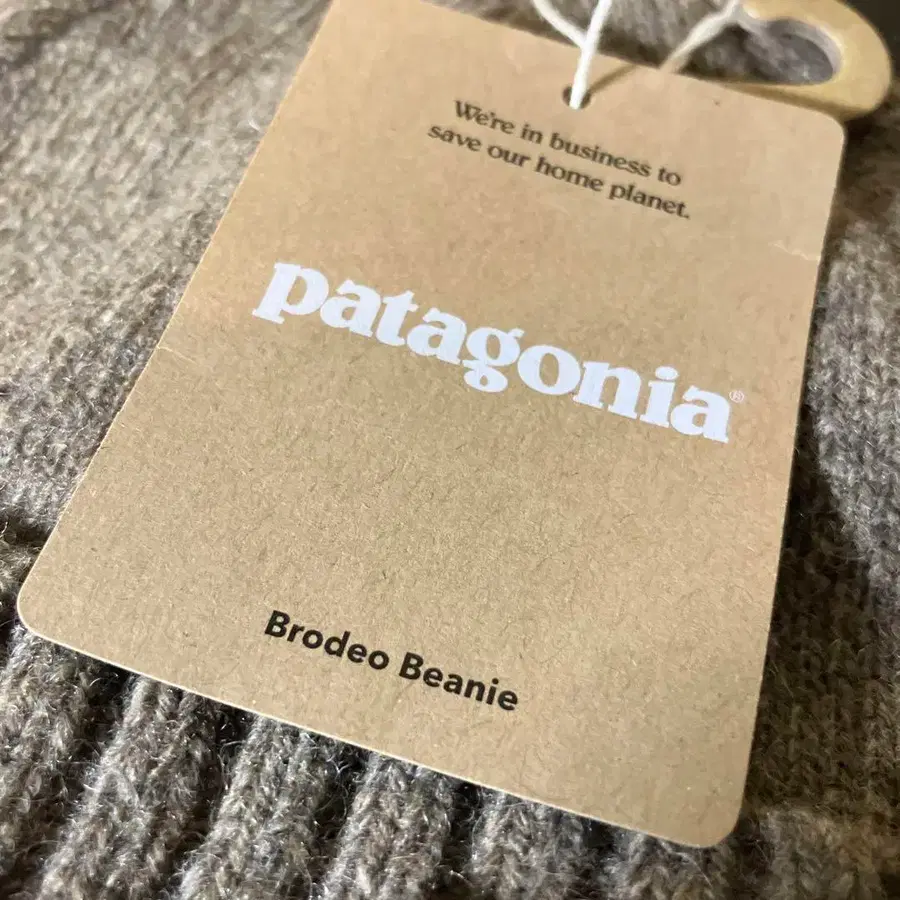 We're in business to
save our home planet.
patagonia®
Brodeo Beanie